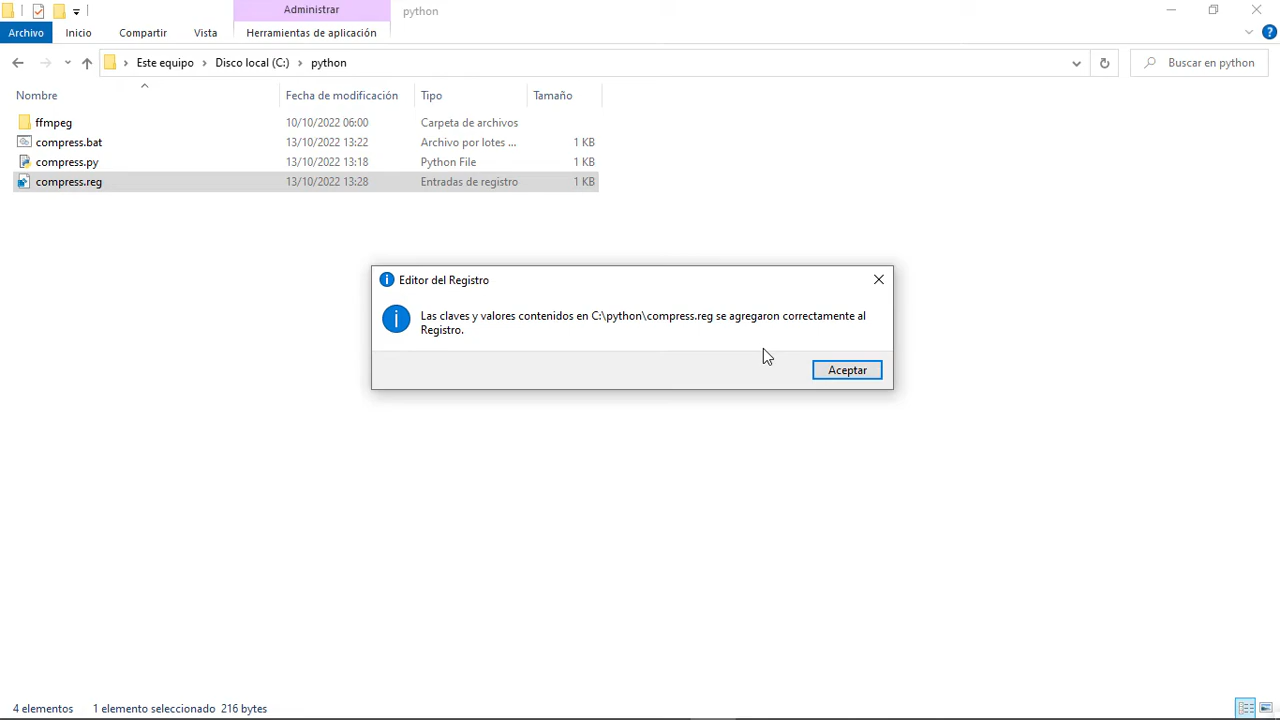 Administrar
python
Archivo
Inicio
Compartir
Vista
Herramientas de aplicación
Este equipo
Disco local (C:)
python
Buscar en python
Nombre
Fecha de modificación
Tipo
Tamaño
ffmpeg
10/10/2022 06:00
Carpeta de archivos
compress.bat
13/10/2022 13:22
Archivo por lotes ...
1 KB
compress.py
13/10/2022 13:18
Python File
1 KB
compress.reg
13/10/2022 13:28
Entradas de registro
1 KB
Editor del Registro
Las claves y valores contenidos en C:\python\compress.reg se agregaron correctamente al
Registro.
Aceptar
4 elementos
1 elemento seleccionado 216 bytes